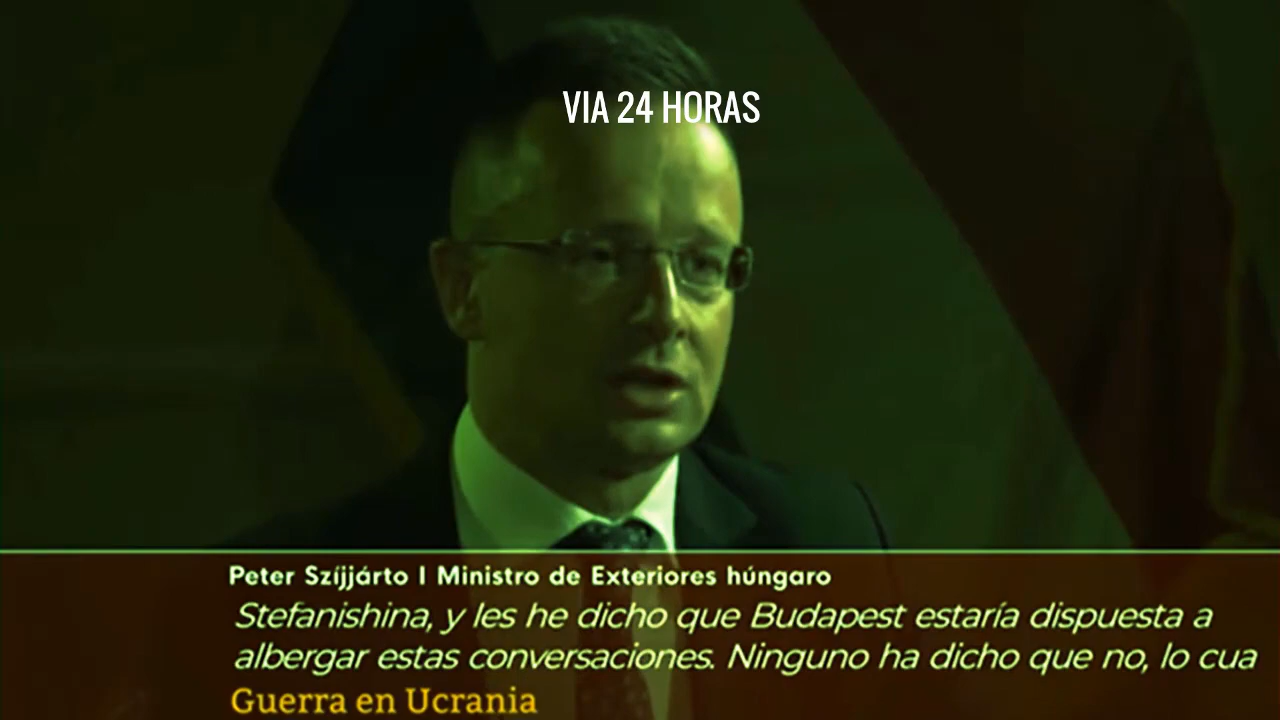 VIA 24 HORAS
Peter Szíjjárto | Ministro de Exteriores húngaro
Stefanishina, y les he dicho que Budapest estaría dispuesta a
albergar estas conversaciones. Ninguno ha dicho que no, lo cua
Guerra en Ucrania